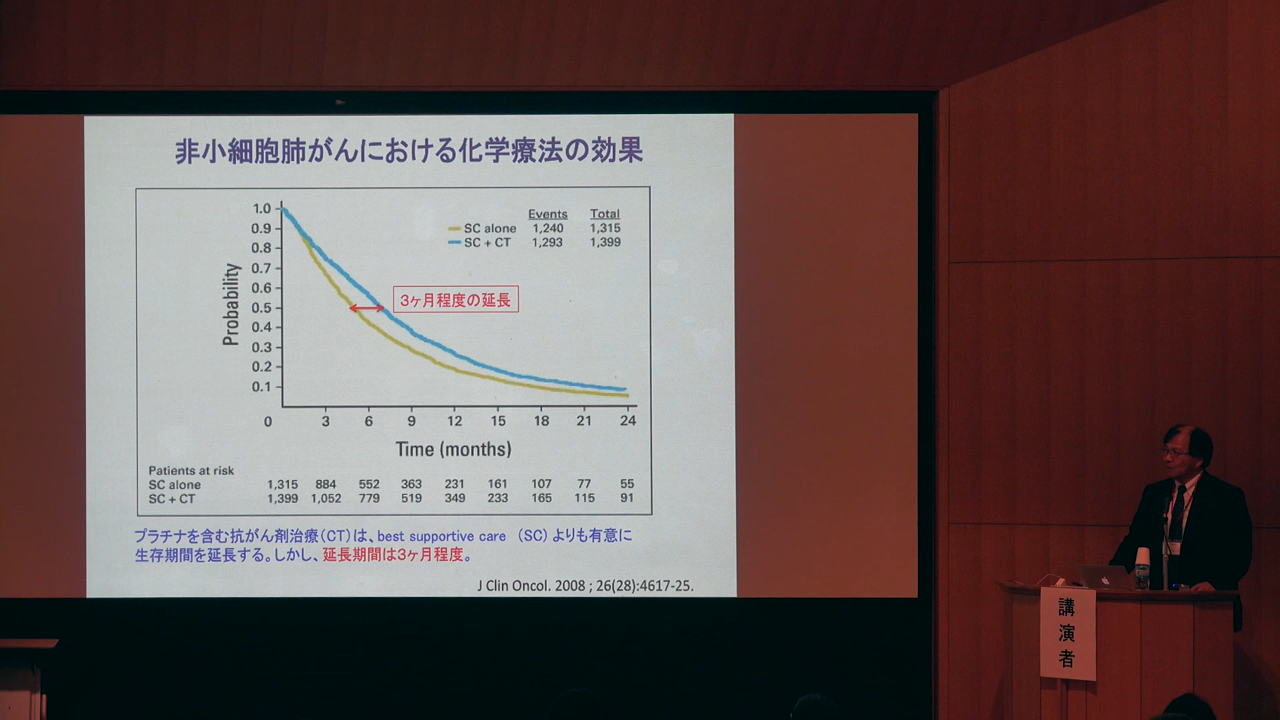 非小細胞肺がんにおける化学療法の効果
Events Total
SC alone 1,240 1,315
SC + CT 1,293 1,399
Probability
1.0
0.9
0.8
0.7
0.6
0.5
0.4
0.3
0.2
0.1
3ヶ月程度の延長
0 3 6 9 12 15 18 21 24
Time (months)
Patients at risk
SC alone 1,315 884 552 363 231 161 107 77 55
SC + CT 1,399 1,052 779 519 349 233 165 115 91
プラチナを含む抗がん剤治療(CT)は、best supportive care (SC) よりも有意に
生存期間を延長する。しかし、延長期間は3ヶ月程度。
J Clin Oncol. 2008 ; 26(28):4617-25.
講演者